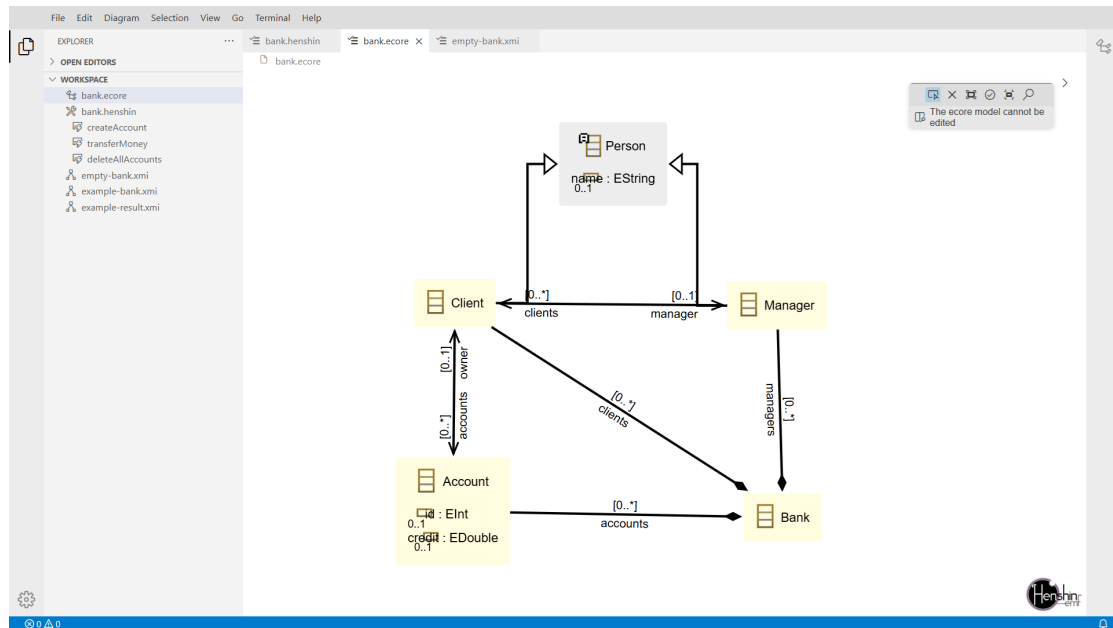 File Edit Diagram Selection View Go Terminal Help
EXPLORER
bank.henshin
bank.ecore
empty-bank.xmi
OPEN EDITORS
bank.ecore
WORKSPACE
bank.ecore
bank.henshin
createAccount
transferMoney
deleteAllAccounts
empty-bank.xmi
example-bank.xmi
example-result.xmi
The ecore model cannot be
edited
Person
name : EString
0..1
Client
[0..*]
clients
[0..1]
manager
Manager
[0..1]
owner
[0..*]
accounts
[0..*]
clients
[0..*]
managers
Account
id : EInt
0..1
credit : EDouble
0..1
[0..*]
accounts
Bank
Henshin
emf
0 0